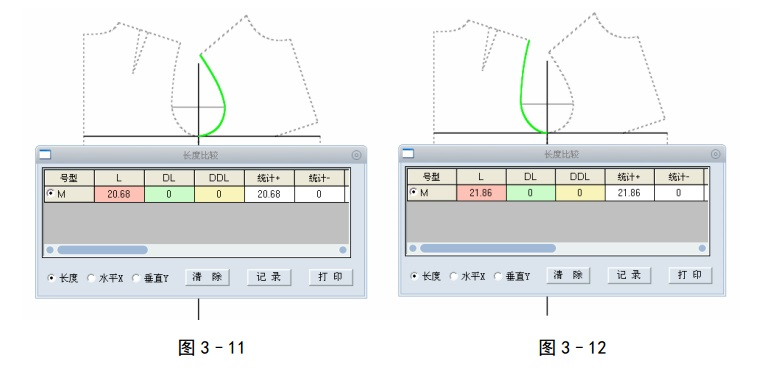 长度比较
号型 L DL DDL 统计+ 统计-
M 20.68 0 0 20.68 0
长度 水平X 垂直Y 清 除 记 录 打 印
图 3-11
长度比较
号型 L DL DDL 统计+ 统计-
M 21.86 0 0 21.86 0
长度 水平X 垂直Y 清 除 记 录 打 印
图 3-12